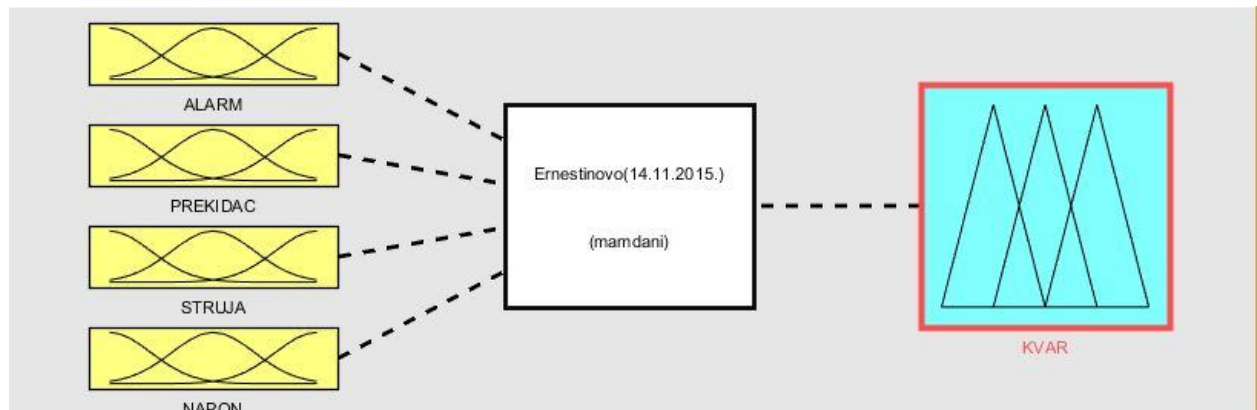 ALARM
PREKIDAC
STRUJA
NAPON
Ernestinovo(14.11.2015.)
(mamdani)
KVAR